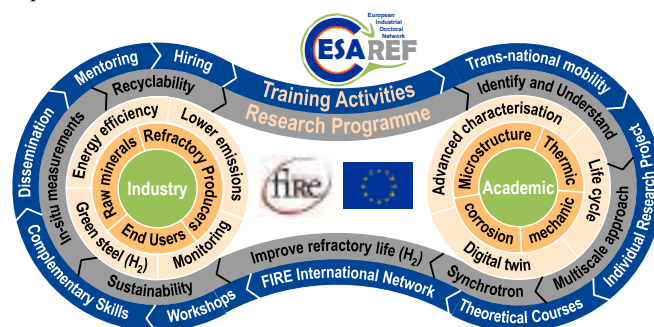 European
Industrial
Doctoral
Network
CESAREF
Training Activities
Research Programme
Dissemination
Mentoring
Hiring
Trans-national mobility
Individual Research Project
Theoretical Courses
FIRE International Network
Workshops
Complementary Skills
In-situ measurements
Recyclability
Identify and Understand
Multiscale approach
Synchrotron
Improve refractory life (H₂)
Sustainability
Energy efficiency
Lower emissions
Monitoring
Green steel (H₂)
Raw minerals
Refractory Producers
End Users
Industry
fire
Advanced characterisation
Life cycle
Digital twin
Microstructure
Thermic
mechanic
corrosion
Academic